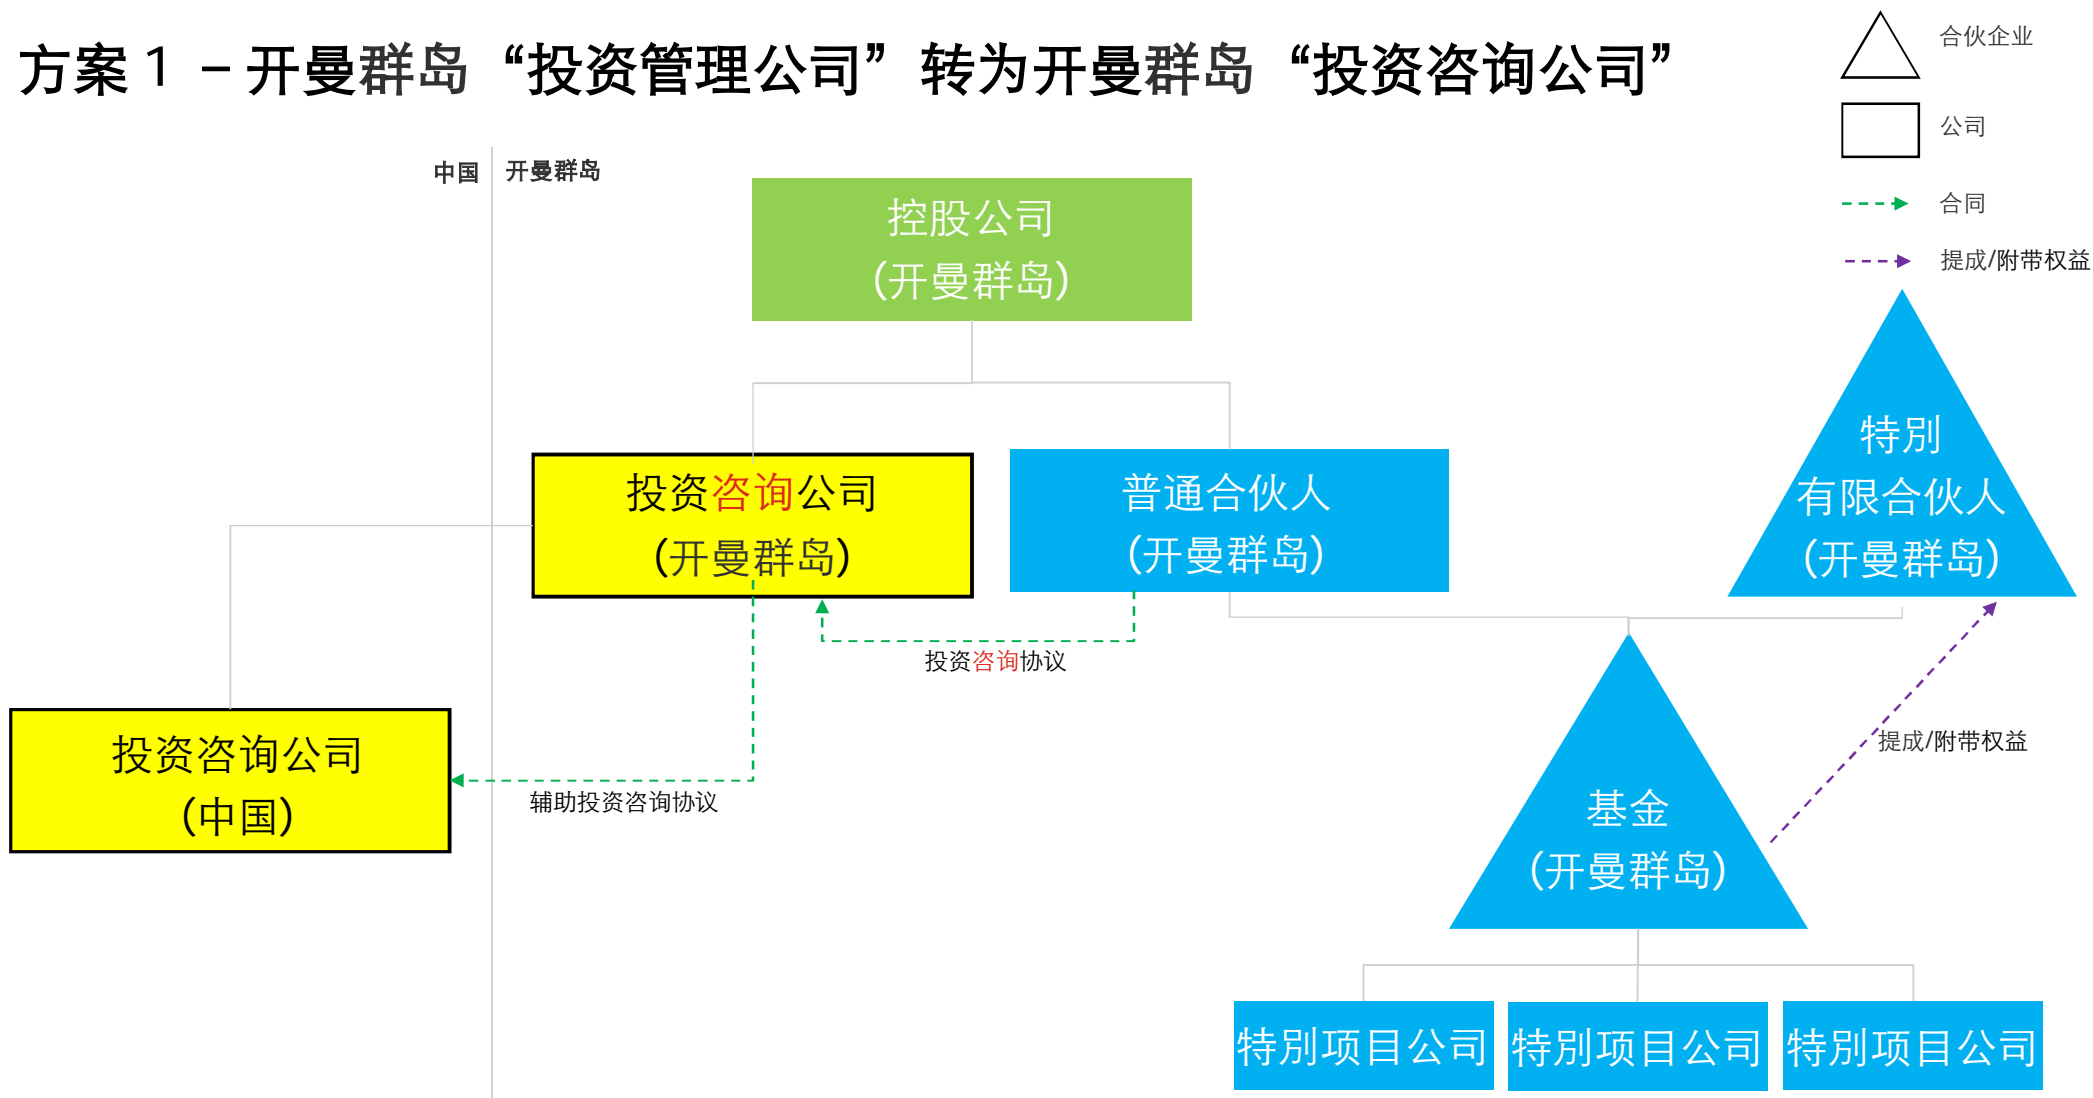 方案 1 – 开曼群岛“投资管理公司”转为开曼群岛“投资咨询公司”
合伙企业
公司
合同
提成/附带权益
中国
开曼群岛
控股公司
(开曼群岛)
投资咨询公司
(开曼群岛)
普通合伙人
(开曼群岛)
特别
有限合伙人
(开曼群岛)
投资咨询协议
投资咨询公司
(中国)
辅助投资咨询协议
提成/附带权益
基金
(开曼群岛)
特别项目公司
特别项目公司
特别项目公司